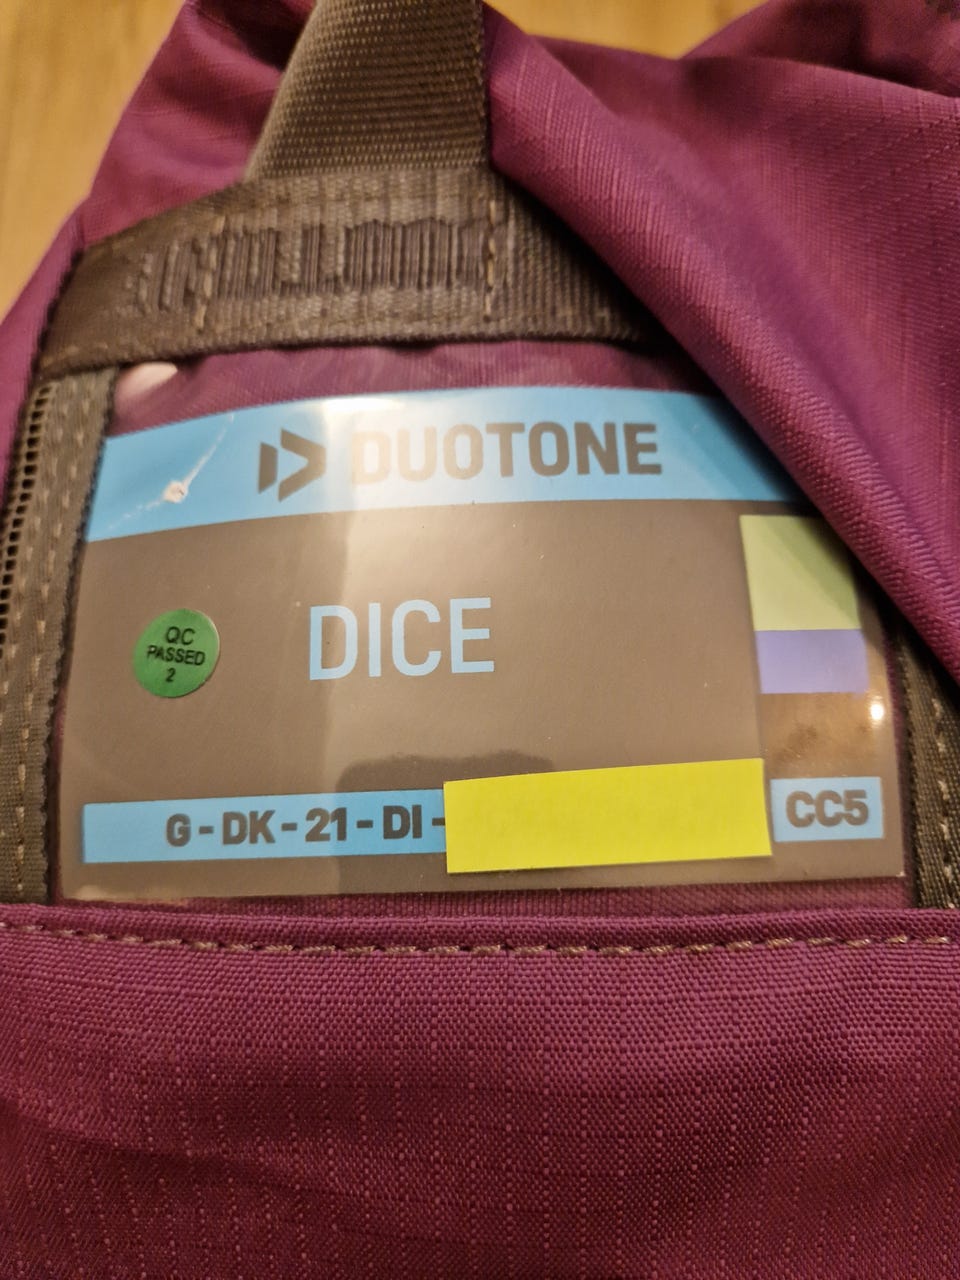 DUOTONE
DICE
QC
PASSED
2
G - DK - 21 - DI -
CC5